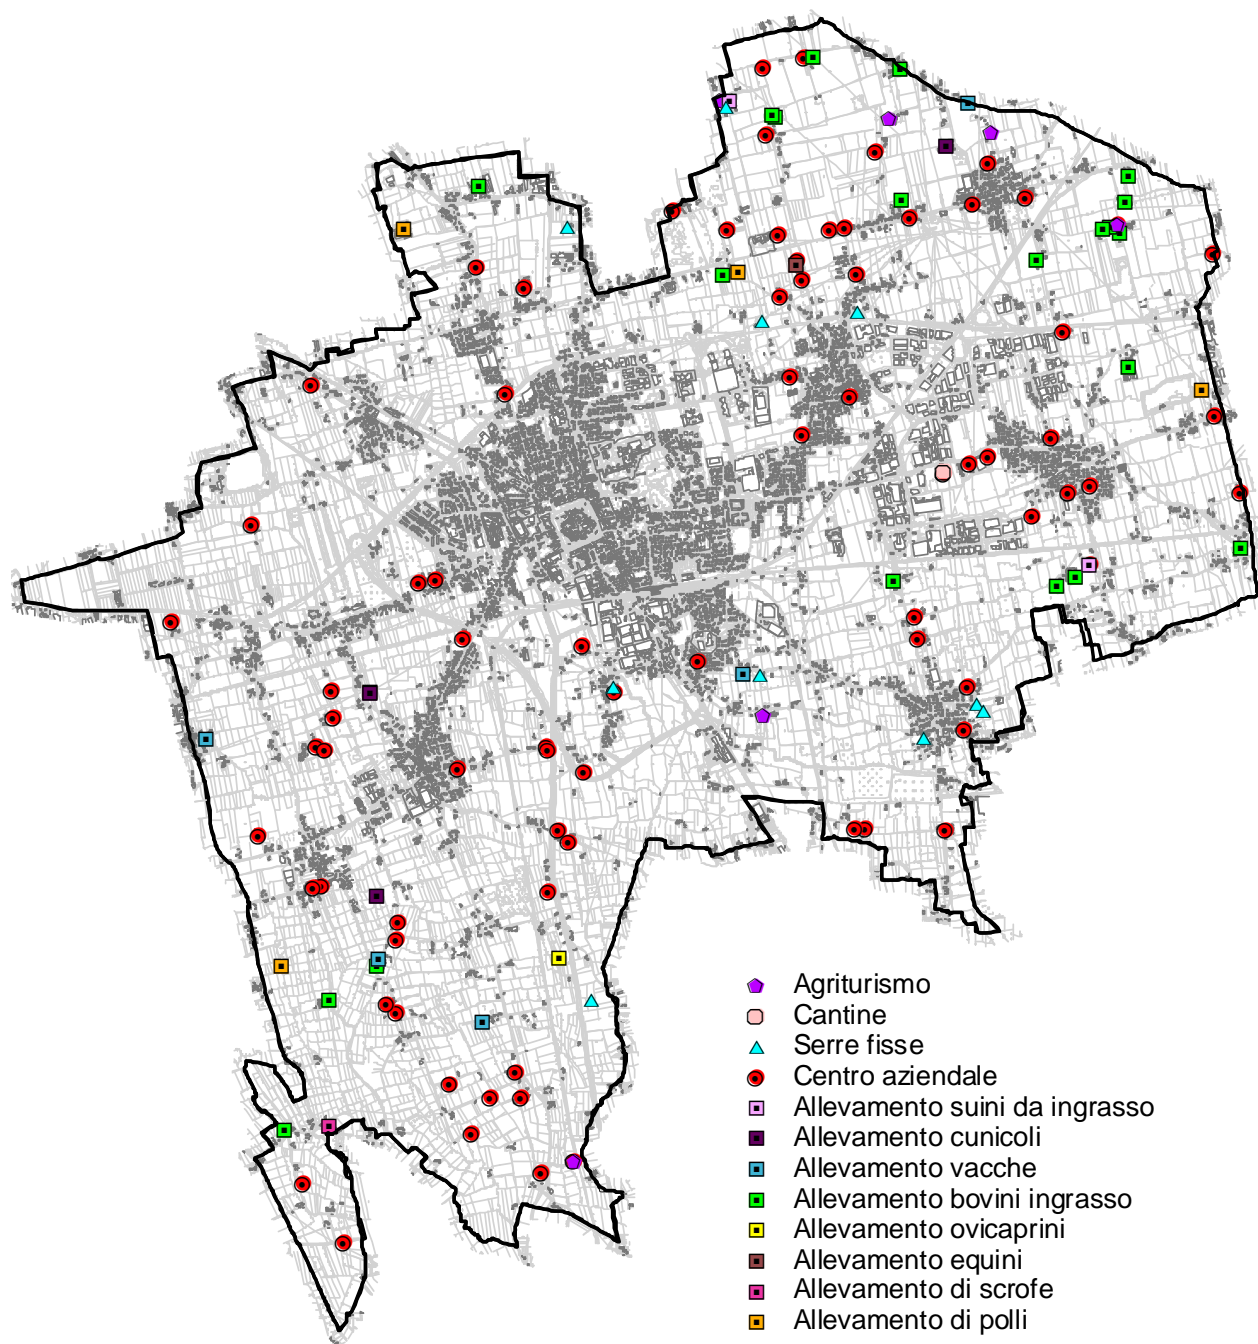 Agriturismo
Cantine
Serre fisse
Centro aziendale
Allevamento suini da ingrasso
Allevamento cunicoli
Allevamento vacche
Allevamento bovini ingrasso
Allevamento ovicaprini
Allevamento equini
Allevamento di scrofe
Allevamento di polli